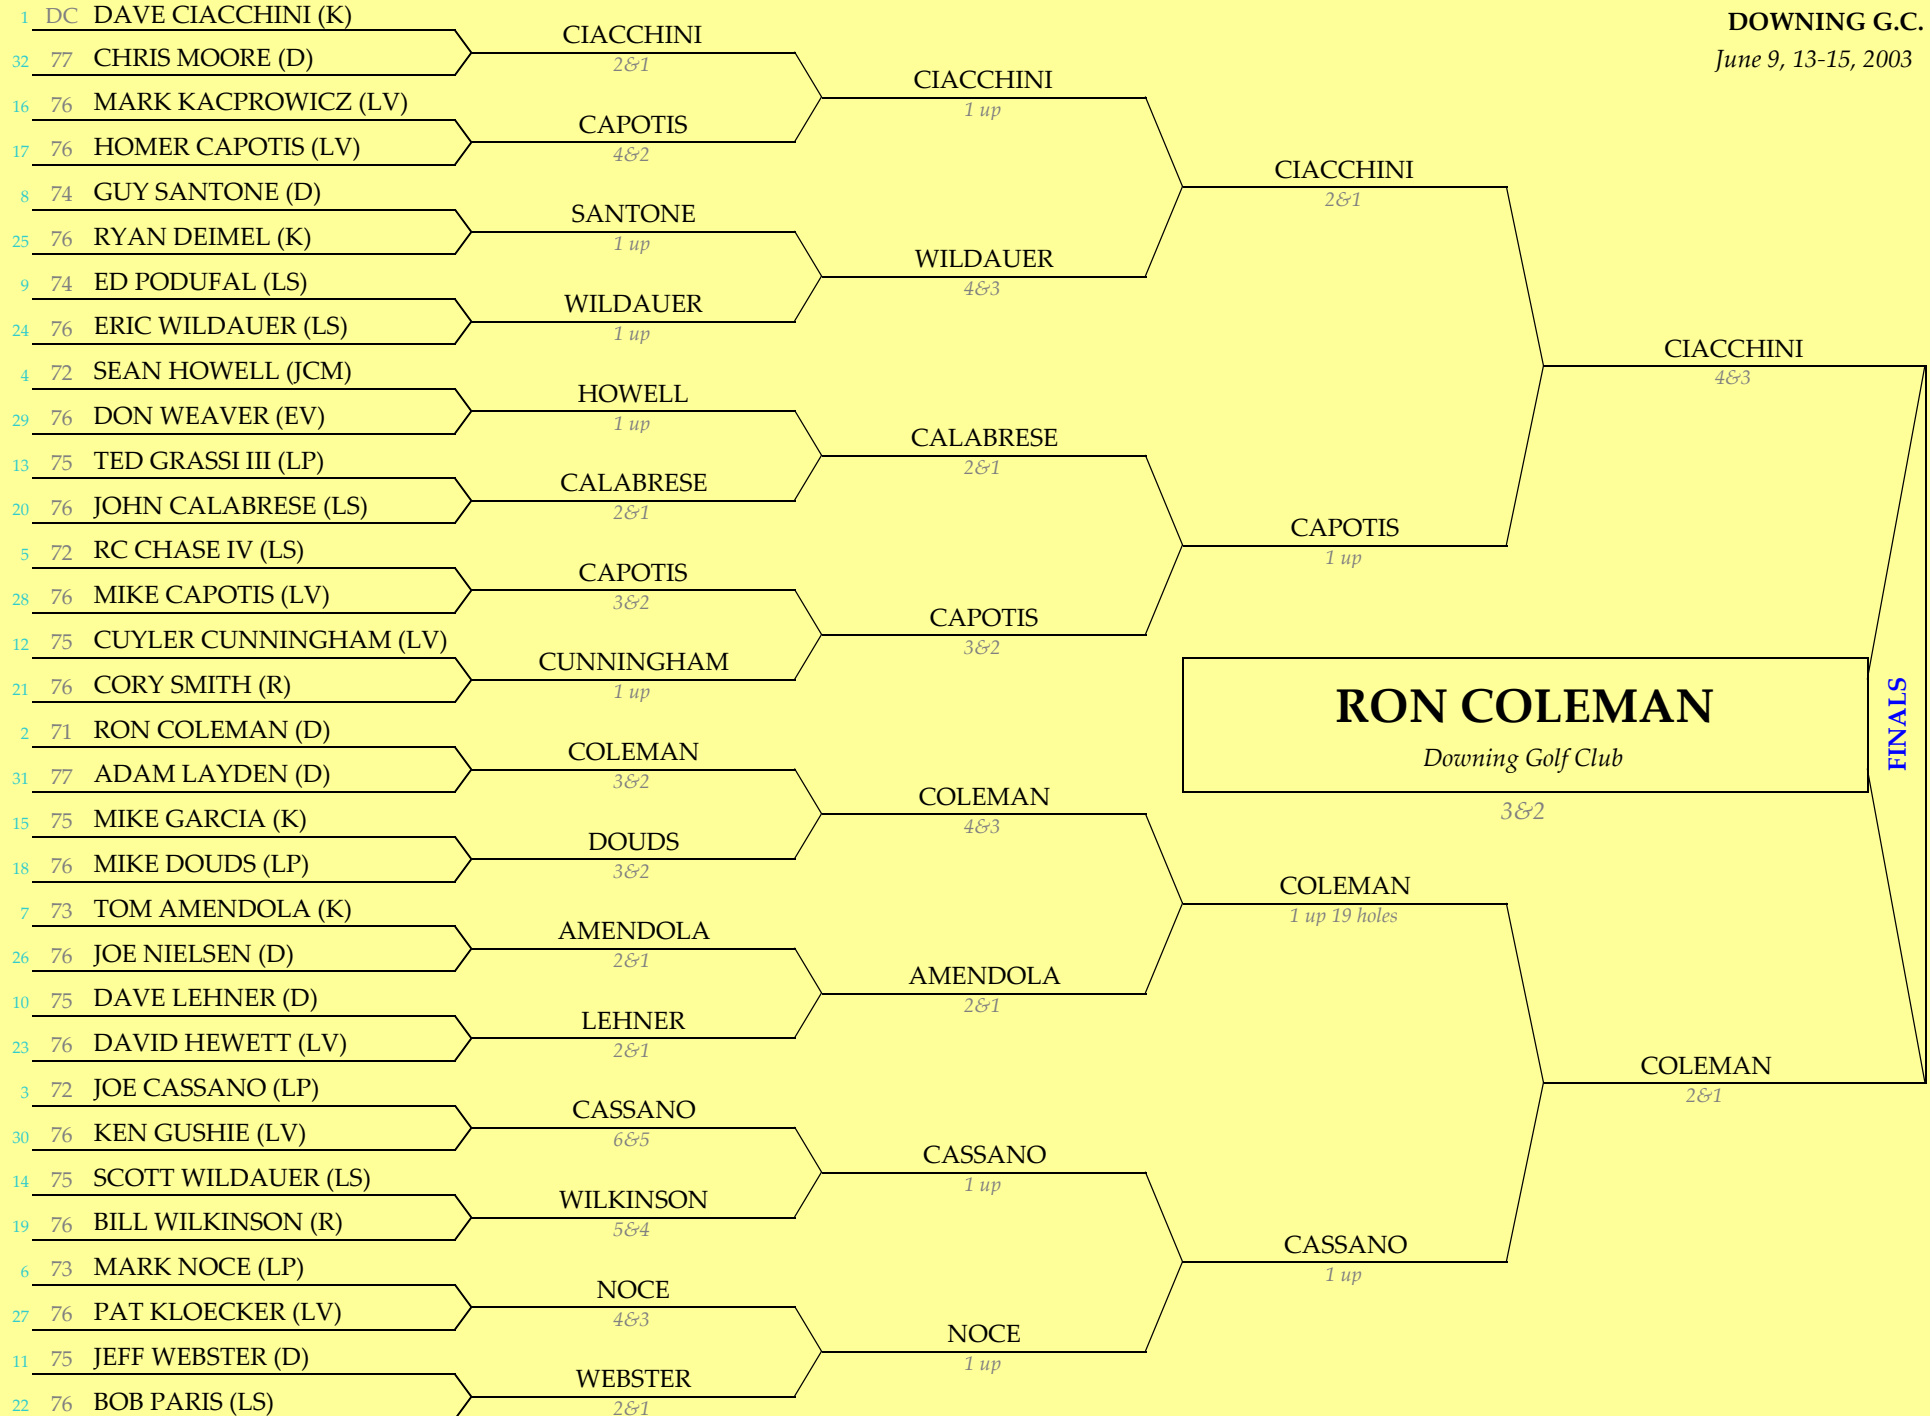 DOWNING G.C.
June 9, 13-15, 2003
1 DC DAVE CIACCHINI (K)
32 77 CHRIS MOORE (D)
16 76 MARK KACPROWICZ (LV)
17 76 HOMER CAPOTIS (LV)
8 74 GUY SANTONE (D)
25 76 RYAN DEIMEL (K)
9 74 ED PODUFAL (LS)
24 76 ERIC WILDAUER (LS)
4 72 SEAN HOWELL (JCM)
29 76 DON WEAVER (EV)
13 75 TED GRASSI III (LP)
20 76 JOHN CALABRESE (LS)
5 72 RC CHASE IV (LS)
28 76 MIKE CAPOTIS (LV)
12 75 CUYLER CUNNINGHAM (LV)
21 76 CORY SMITH (R)
2 71 RON COLEMAN (D)
31 77 ADAM LAYDEN (D)
15 75 MIKE GARCIA (K)
18 76 MIKE DOUDS (LP)
7 73 TOM AMENDOLA (K)
26 76 JOE NIELSEN (D)
10 75 DAVE LEHNER (D)
23 76 DAVID HEWETT (LV)
3 72 JOE CASSANO (LP)
30 76 KEN GUSHIE (LV)
14 75 SCOTT WILDAUER (LS)
19 76 BILL WILKINSON (R)
6 73 MARK NOCE (LP)
27 76 PAT KLOECKER (LV)
11 75 JEFF WEBSTER (D)
22 76 BOB PARIS (LS)
CIACCHINI
2&1
CAPOTIS
4&2
SANTONE
1 up
WILDAUER
1 up
HOWELL
1 up
CALABRESE
2&1
CAPOTIS
3&2
CUNNINGHAM
1 up
COLEMAN
3&2
DOUDS
3&2
AMENDOLA
2&1
LEHNER
2&1
CASSANO
6&5
WILKINSON
5&4
NOCE
4&3
WEBSTER
2&1
CIACCHINI
1 up
WILDAUER
4&3
CALABRESE
2&1
CAPOTIS
3&2
COLEMAN
4&3
AMENDOLA
2&1
CASSANO
1 up
NOCE
1 up
CIACCHINI
2&1
CAPOTIS
1 up
COLEMAN
1 up 19 holes
CASSANO
1 up
CIACCHINI
4&3
COLEMAN
2&1
RON COLEMAN
Downing Golf Club
3&2
FINALS